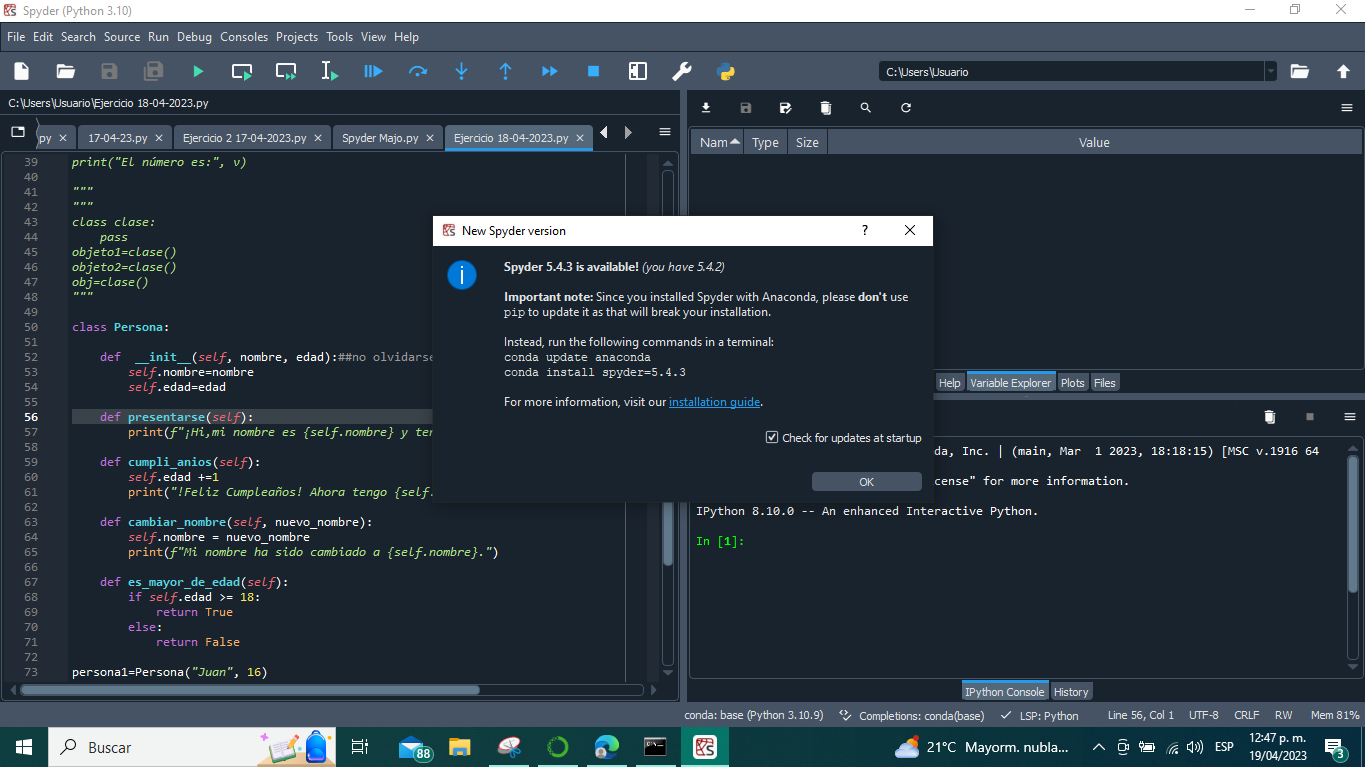 Spyder (Python 3.10)
File Edit Search Source Run Debug Consoles Projects Tools View Help
C:\Users\Usuario
C:\Users\Usuario\Ejercicio 18-04-2023.py
py 17-04-23.py Ejercicio 2 17-04-2023.py Spyder Majo.py Ejercicio 18-04-2023.py
39 print("El número es:", v)
40
41 """
42 """
43 class clase:
44 pass
45 objeto1=clase()
46 objeto2=clase()
47 obj=clase()
48 """
49
50 class Persona:
51
52 def __init__(self, nombre, edad):##no olvidarse
53 self.nombre=nombre
54 self.edad=edad
55
56 def presentarse(self):
57 print(f"¡Hi,mi nombre es {self.nombre} y ter
58
59 def cumpli_anios(self):
60 self.edad +=1
61 print("!Feliz Cumpleaños! Ahora tengo {self.
62
63 def cambiar_nombre(self, nuevo_nombre):
64 self.nombre = nuevo_nombre
65 print(f"Mi nombre ha sido cambiado a {self.nombre}.")
66
67 def es_mayor_de_edad(self):
68 if self.edad >= 18:
69 return True
70 else:
71 return False
72
73 persona1=Persona("Juan", 16)
Nam Type Size Value
Help Variable Explorer Plots Files
New Spyder version ?
Spyder 5.4.3 is available! (you have 5.4.2)
Important note: Since you installed Spyder with Anaconda, please don't use
pip to update it as that will break your installation.
Instead, run the following commands in a terminal:
conda update anaconda
conda install spyder=5.4.3
For more information, visit our installation guide.
Check for updates at startup
OK
da, Inc. | (main, Mar 1 2023, 18:18:15) [MSC v.1916 64
cense" for more information.
IPython 8.10.0 -- An enhanced Interactive Python.
In [1]:
IPython Console History
conda: base (Python 3.10.9) Completions: conda(base) LSP: Python Line 56, Col 1 UTF-8 CRLF RW Mem 81%
Buscar 88 21°C Mayorm. nubla... ESP 12:47 p. m.
19/04/2023 3